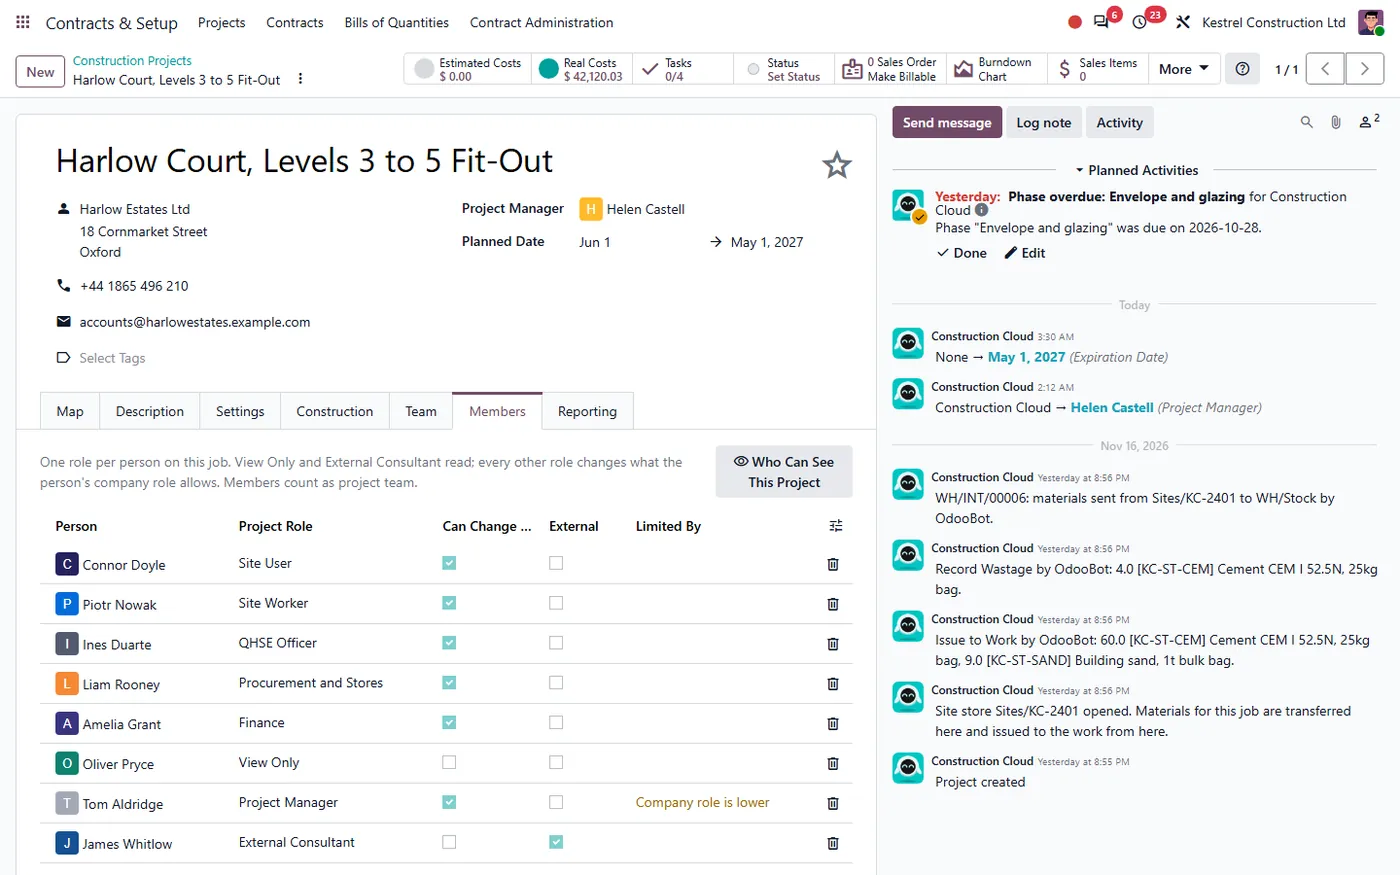 Contracts & Setup Projects Contracts Bills of Quantities Contract Administration 6 23 Kestrel Construction Ltd
New Construction Projects
Harlow Court, Levels 3 to 5 Fit-Out
Estimated Costs
$ 0.00
Real Costs
$ 42,120.03
Tasks
0/4
Status
Set Status
0 Sales Order
Make Billable
Burndown
Chart
Sales Items
0
More
1 / 1
Harlow Court, Levels 3 to 5 Fit-Out
Harlow Estates Ltd
18 Cornmarket Street
Oxford
+44 1865 496 210
accounts@harlowestates.example.com
Select Tags
Project Manager H Helen Castell
Planned Date Jun 1 → May 1, 2027
Map Description Settings Construction Team Members Reporting
One role per person on this job. View Only and External Consultant read; every other role changes what the
person's company role allows. Members count as project team.
Who Can See
This Project
Person Project Role Can Change ... External Limited By
C Connor Doyle Site User
P Piotr Nowak Site Worker
I Ines Duarte QHSE Officer
L Liam Rooney Procurement and Stores
A Amelia Grant Finance
O Oliver Pryce View Only
T Tom Aldridge Project Manager Company role is lower
J James Whitlow External Consultant
Send message Log note Activity 2
Planned Activities
Yesterday: Phase overdue: Envelope and glazing for Construction
Cloud
Phase "Envelope and glazing" was due on 2026-10-28.
Done Edit
Today
Construction Cloud 3:30 AM
None → May 1, 2027 (Expiration Date)
Construction Cloud 2:12 AM
Construction Cloud → Helen Castell (Project Manager)
Nov 16, 2026
Construction Cloud Yesterday at 8:56 PM
WH/INT/00006: materials sent from Sites/KC-2401 to WH/Stock by
OdooBot.
Construction Cloud Yesterday at 8:56 PM
Record Wastage by OdooBot: 4.0 [KC-ST-CEM] Cement CEM I 52.5N, 25kg
bag.
Construction Cloud Yesterday at 8:56 PM
Issue to Work by OdooBot: 60.0 [KC-ST-CEM] Cement CEM I 52.5N, 25kg
bag, 9.0 [KC-ST-SAND] Building sand, 1t bulk bag.
Construction Cloud Yesterday at 8:56 PM
Site store Sites/KC-2401 opened. Materials for this job are transferred
here and issued to the work from here.
Construction Cloud Yesterday at 8:55 PM
Project created